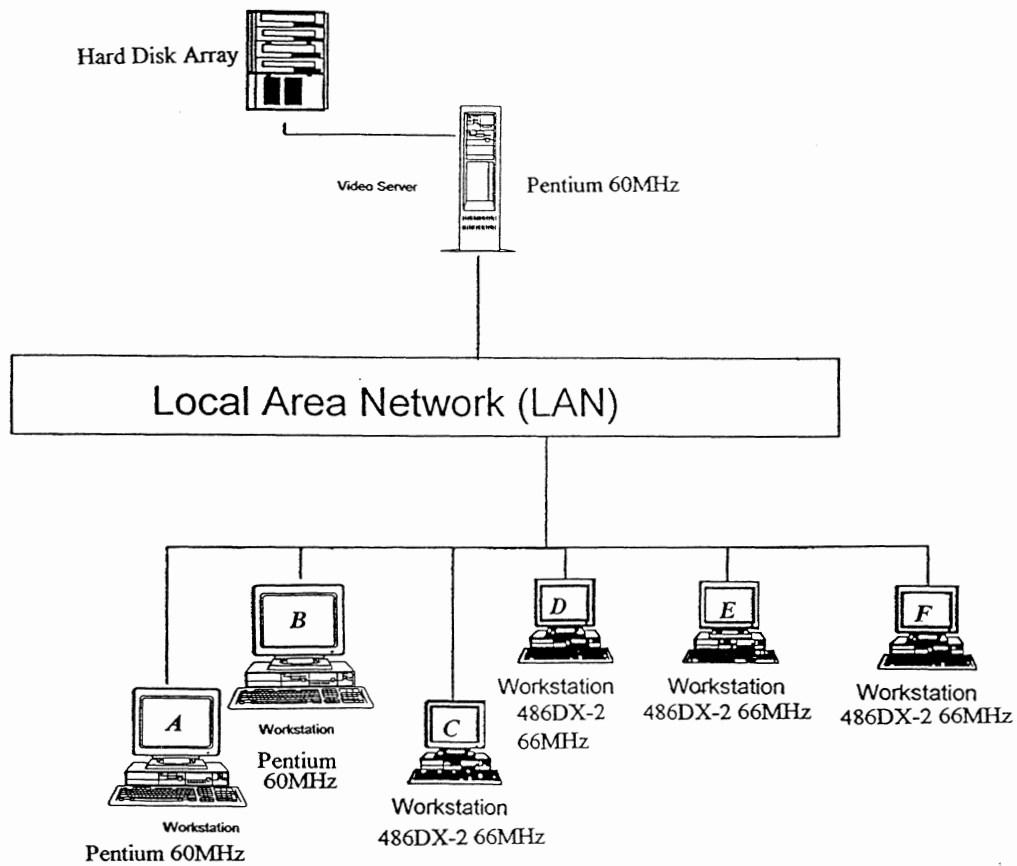 Hard Disk Array
Video Server
Pentium 60MHz
Local Area Network (LAN)
A
Workstation
Pentium 60MHz
B
Workstation
Pentium
60MHz
C
Workstation
486DX-2 66MHz
D
Workstation
486DX-2
66MHz
E
Workstation
486DX-2 66MHz
F
Workstation
486DX-2 66MHz